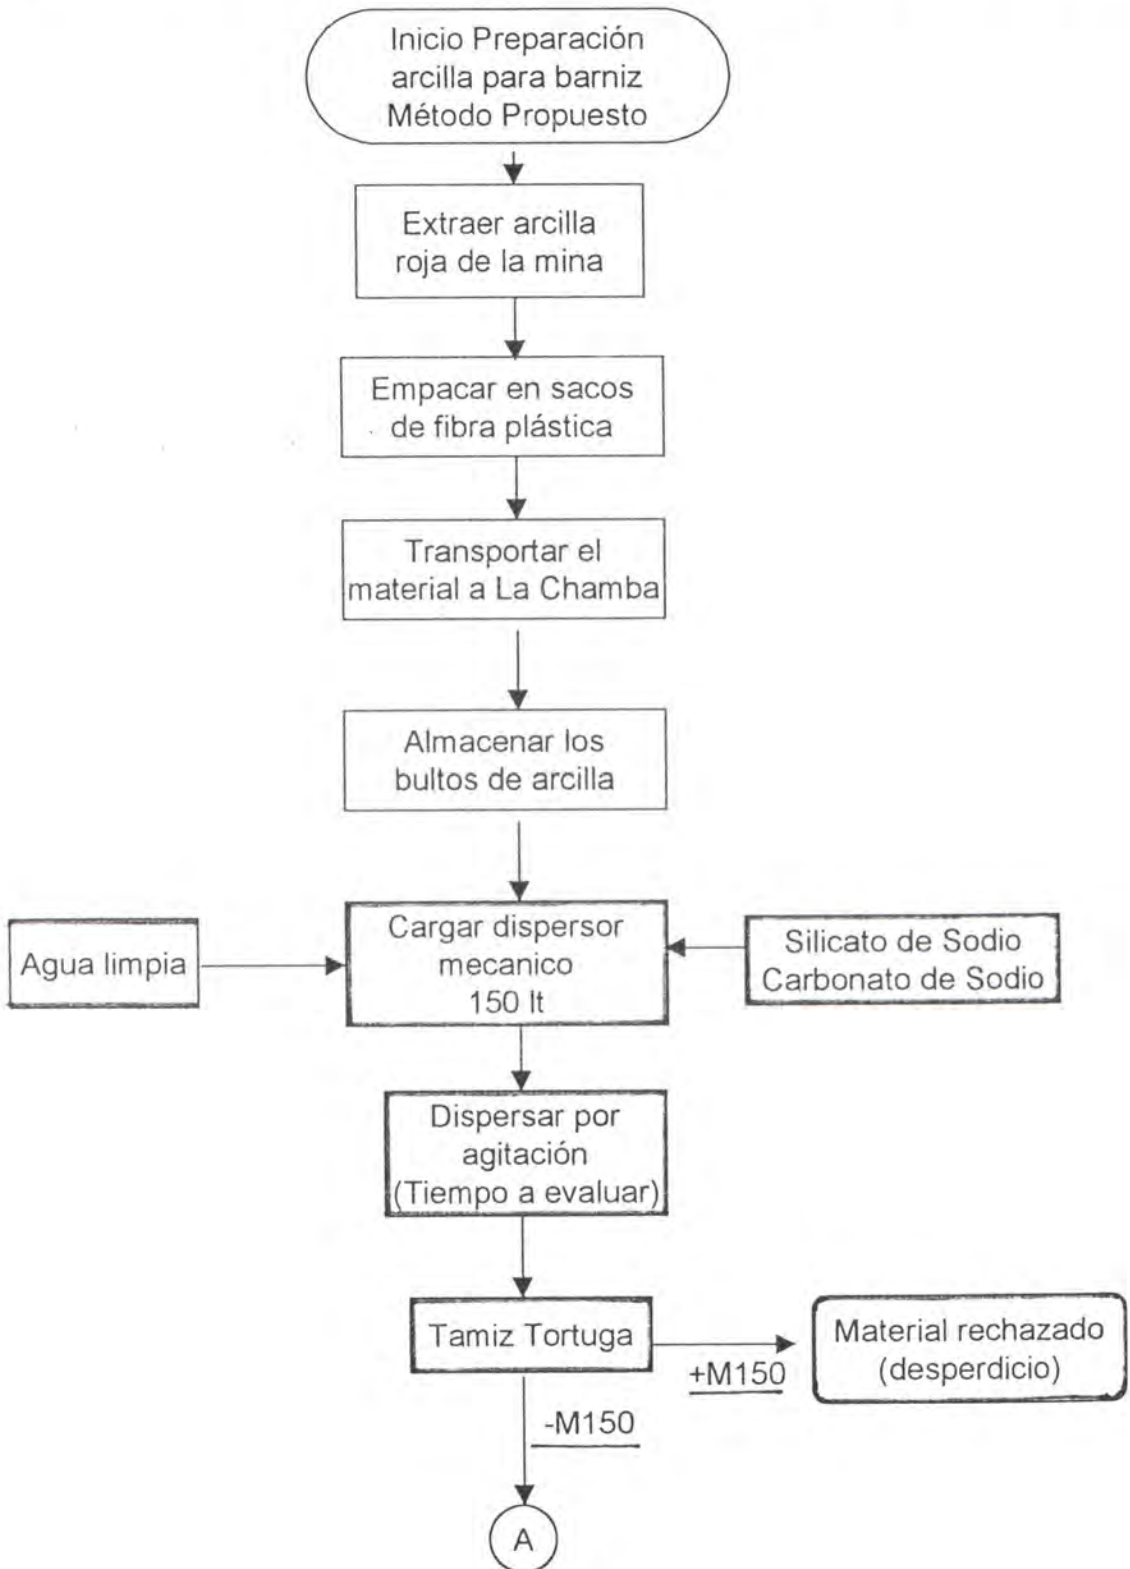 Inicio Preparación
arcilla para barniz
Método Propuesto
Extraer arcilla
roja de la mina
Empacar en sacos
de fibra plástica
Transportar el
material a La Chamba
Almacenar los
bultos de arcilla
Agua limpia
Cargar dispersor
mecanico
150 lt
Silicato de Sodio
Carbonato de Sodio
Dispersar por
agitación
(Tiempo a evaluar)
Tamiz Tortuga
+M150
Material rechazado
(desperdicio)
-M150
A